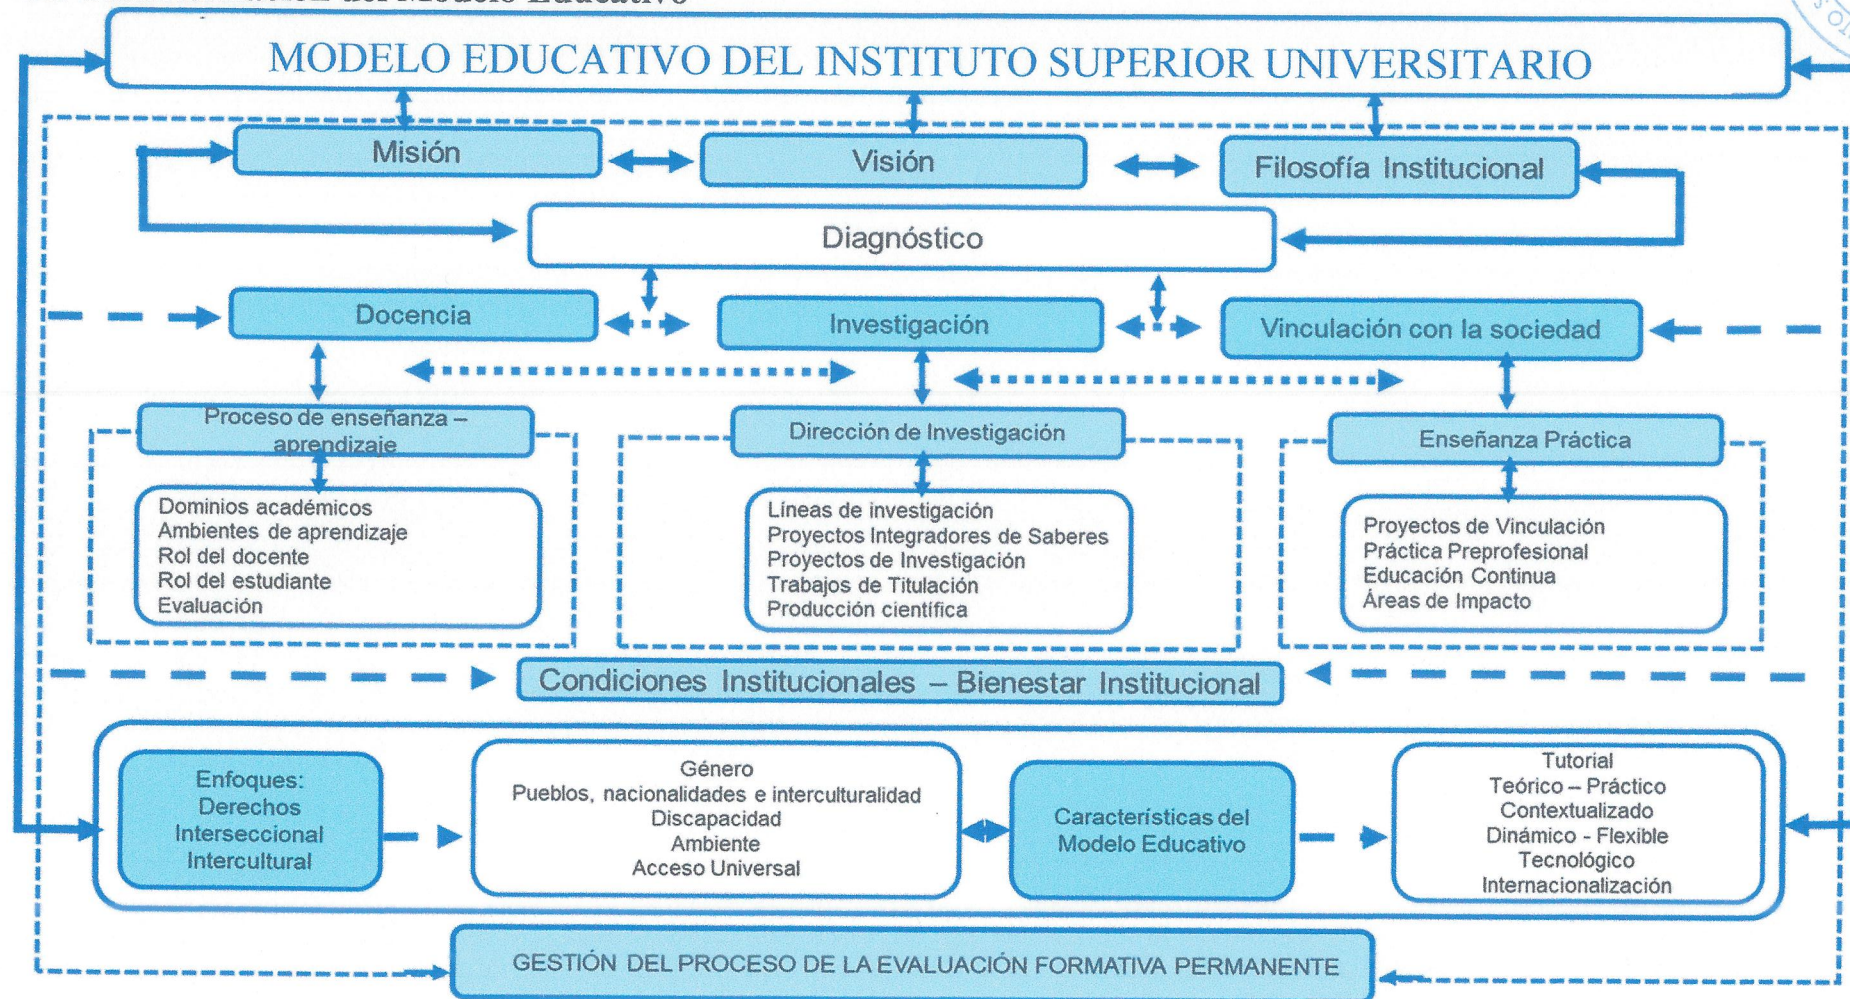 del Modelo Educativo
MODELO EDUCATIVO DEL INSTITUTO SUPERIOR UNIVERSITARIO
Misión
Visión
Filosofía Institucional
Diagnóstico
Docencia
Investigación
Vinculación con la sociedad
Proceso de enseñanza –
aprendizaje
Dirección de Investigación
Enseñanza Práctica
Dominios académicos
Ambientes de aprendizaje
Rol del docente
Rol del estudiante
Evaluación
Líneas de investigación
Proyectos Integradores de Saberes
Proyectos de Investigación
Trabajos de Titulación
Producción científica
Proyectos de Vinculación
Práctica Preprofesional
Educación Continua
Áreas de Impacto
Condiciones Institucionales – Bienestar Institucional
Enfoques:
Derechos
Interseccional
Intercultural
Género
Pueblos, nacionalidades e interculturalidad
Discapacidad
Ambiente
Acceso Universal
Características del
Modelo Educativo
Tutorial
Teórico – Práctico
Contextualizado
Dinámico - Flexible
Tecnológico
Internacionalización
GESTIÓN DEL PROCESO DE LA EVALUACIÓN FORMATIVA PERMANENTE